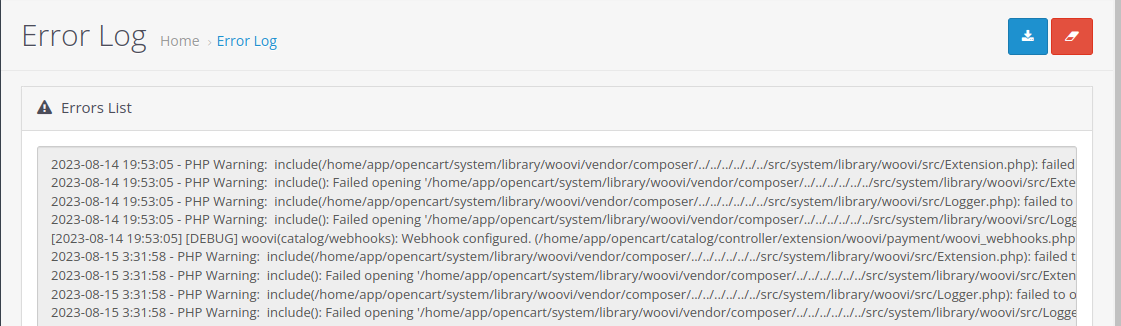 Error Log
Home › Error Log
Errors List
2023-08-14 19:53:05 - PHP Warning:  include(/home/app/opencart/system/library/woovi/vendor/composer/../../../../../../src/system/library/woovi/src/Extension.php): failed
2023-08-14 19:53:05 - PHP Warning:  include(): Failed opening '/home/app/opencart/system/library/woovi/vendor/composer/../../../../../../src/system/library/woovi/src/Exte
2023-08-14 19:53:05 - PHP Warning:  include(/home/app/opencart/system/library/woovi/vendor/composer/../../../../../../src/system/library/woovi/src/Logger.php): failed to
2023-08-14 19:53:05 - PHP Warning:  include(): Failed opening '/home/app/opencart/system/library/woovi/vendor/composer/../../../../../../src/system/library/woovi/src/Logg
[2023-08-14 19:53:05] [DEBUG] woovi(catalog/webhooks): Webhook configured. (/home/app/opencart/catalog/controller/extension/woovi/payment/woovi_webhooks.php
2023-08-15 3:31:58 - PHP Warning:  include(/home/app/opencart/system/library/woovi/vendor/composer/../../../../../../src/system/library/woovi/src/Extension.php): failed t
2023-08-15 3:31:58 - PHP Warning:  include(): Failed opening '/home/app/opencart/system/library/woovi/vendor/composer/../../../../../../src/system/library/woovi/src/Exten
2023-08-15 3:31:58 - PHP Warning:  include(/home/app/opencart/system/library/woovi/vendor/composer/../../../../../../src/system/library/woovi/src/Logger.php): failed to o
2023-08-15 3:31:58 - PHP Warning:  include(): Failed opening '/home/app/opencart/system/library/woovi/vendor/composer/../../../../../../src/system/library/woovi/src/Logge